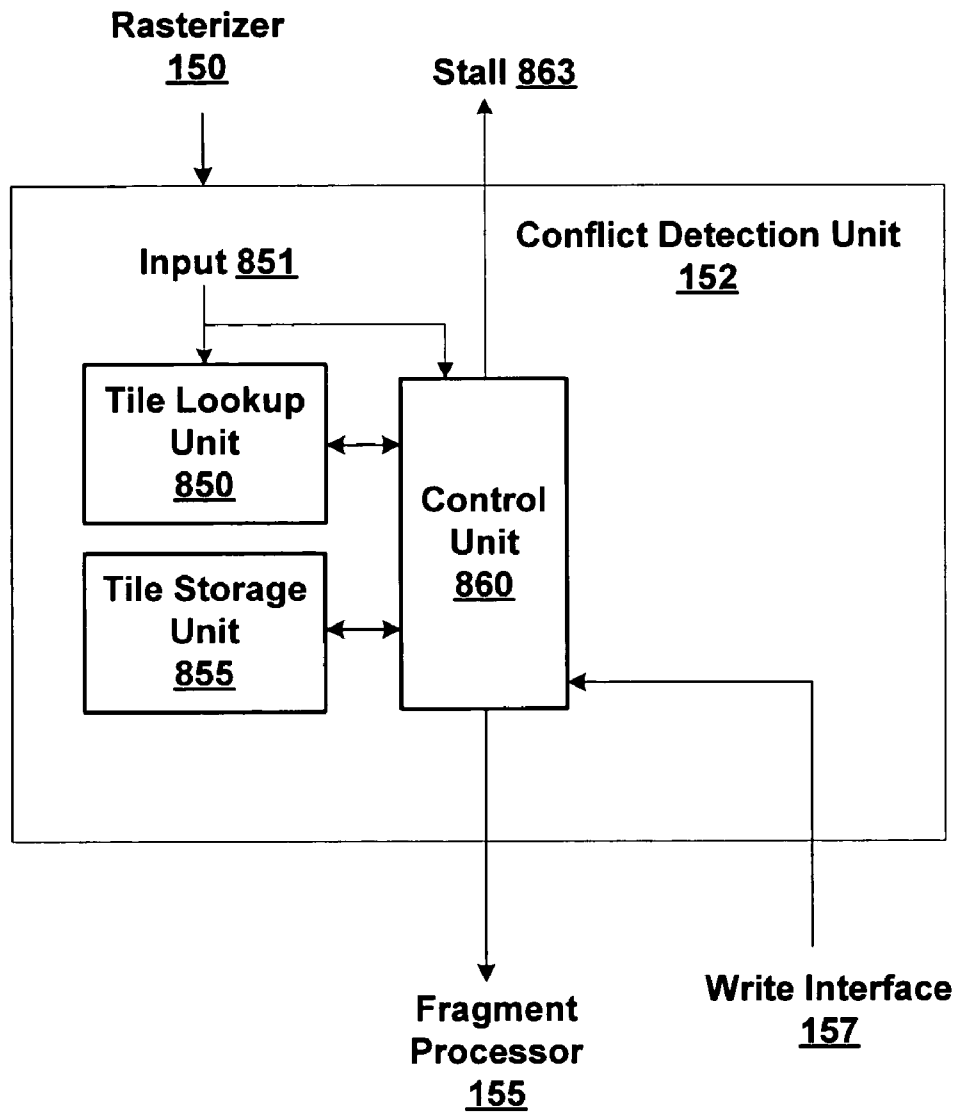 Rasterizer
150
Stall 863
Conflict Detection Unit
152
Input 851
Tile Lookup
Unit
850
Control
Unit
860
Tile Storage
Unit
855
Fragment
Processor
155
Write Interface
157